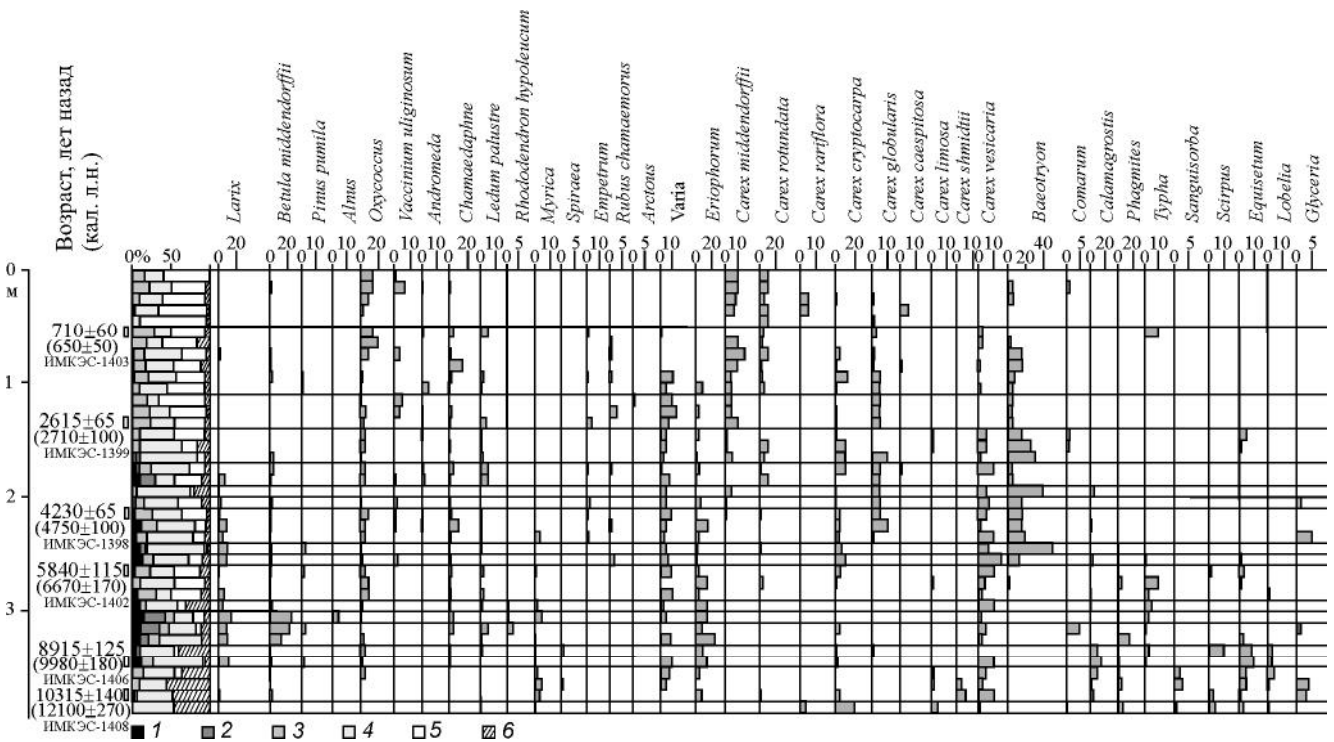 Возраст, лет назад
(кал. л.н.)
Larix
Betula middendorffii
Pinus pumila
Alnus
Oxycoccus
Vaccinium uliginosum
Andromeda
Chamaedaphne
Ledum palustre
Rhododendron hypoleucum
Myrica
Spiraea
Empetrum
Rubus chamaemorus
Arctous
Varia
Eriophorum
Carex middendorffii
Carex rotundata
Carex rariflora
Carex cryptocarpa
Carex globularis
Carex caespitosa
Carex limosa
Carex shmidtii
Carex vesicaria
Baeotryon
Comarum
Calamagrostis
Phagmites
Typha
Sanguisorba
Scirpus
Equisetum
Lobelia
Glyceria
0% 50
0
м
1
2
3
710±60
(650±50)
ИМКЭС-1403
2615±65
(2710±100)
ИМКЭС-1399
4230±65
(4750±100)
ИМКЭС-1398
5840±115
(6670±170)
ИМКЭС-1402
8915±125
(9980±180)
ИМКЭС-1406
10315±140
(12100±270)
ИМКЭС-1408
1 2 3 4 5 6